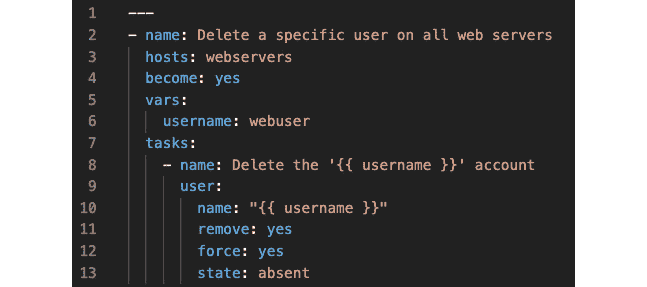 1 ---
2 - name: Delete a specific user on all web servers
3 hosts: webservers
4 become: yes
5 vars:
6 username: webuser
7 tasks:
8 - name: Delete the '{{ username }}' account
9 user:
10 name: "{{ username }}"
11 remove: yes
12 force: yes
13 state: absent